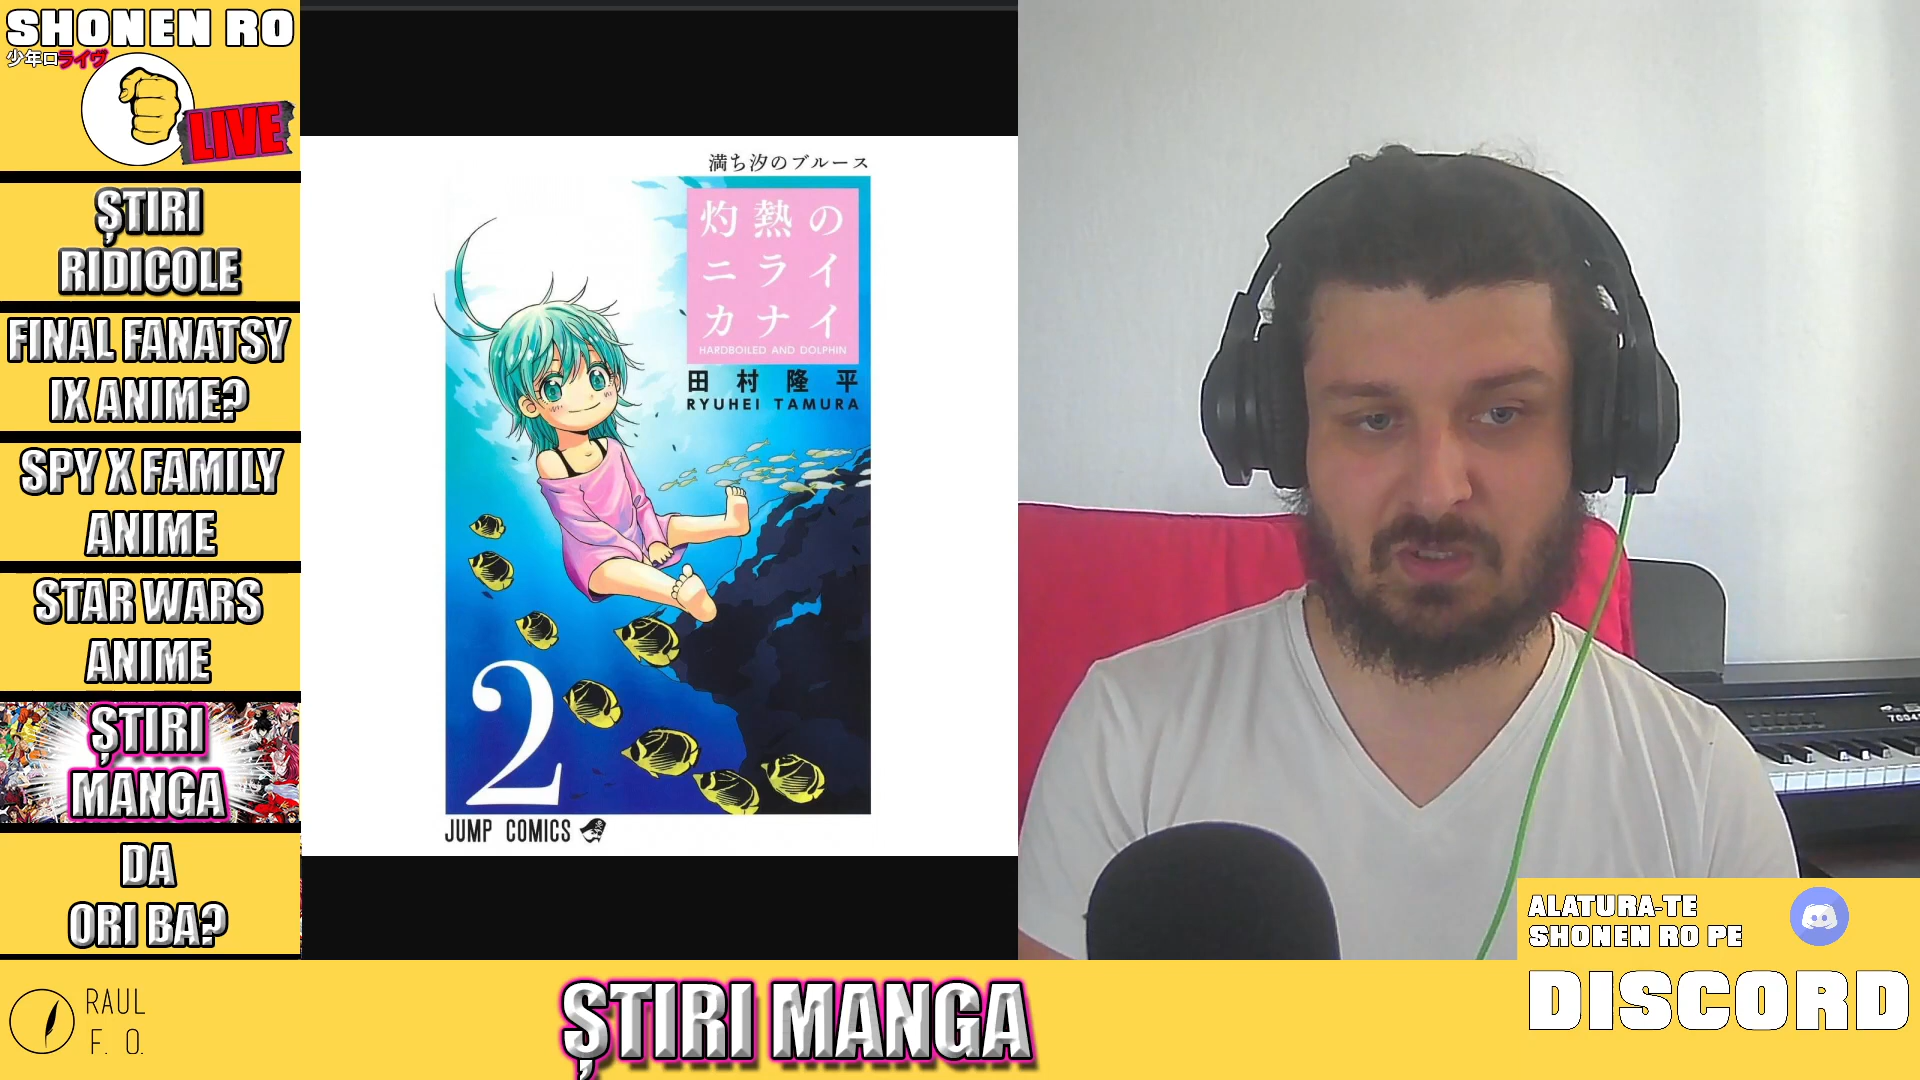 SHONEN RO
少年ロライヴ
LIVE
ȘTIRI
RIDICOLE
FINAL FANATSY
IX ANIME?
SPY X FAMILY
ANIME
STAR WARS
ANIME
ȘTIRI
MANGA
DA
ORI BA?
満ち汐のブルース
灼熱の
ニライ
カナイ
HARDBOILED AND DOLPHIN
田村隆平
RYUHEI TAMURA
2
JUMP COMICS
ALATURA-TE
SHONEN RO PE
DISCORD
RAUL
F. O.
ȘTIRI MANGA